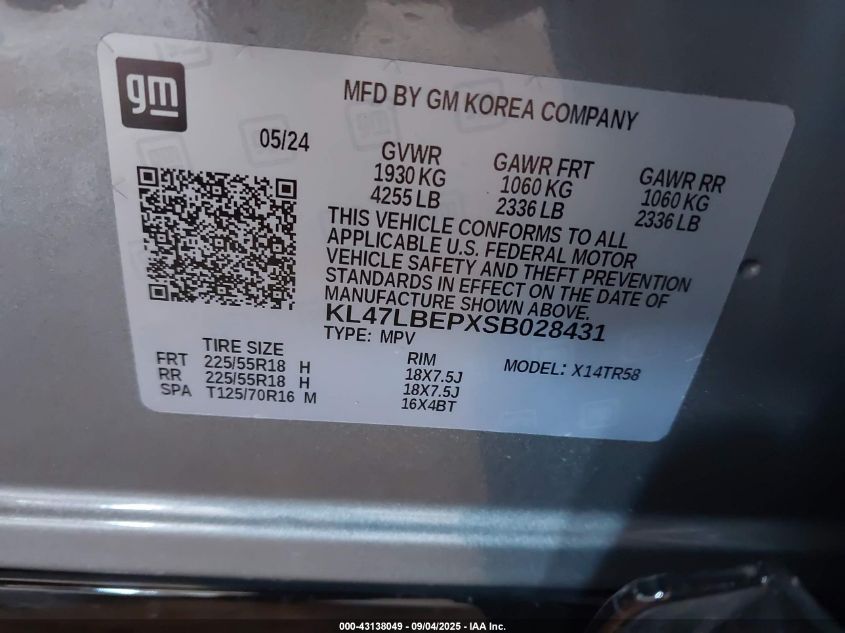 gm
MFD BY GM KOREA COMPANY
05/24
GVWR
1930 KG
4255 LB
GAWR FRT
1060 KG
2336 LB
GAWR RR
1060 KG
2336 LB
THIS VEHICLE CONFORMS TO ALL
APPLICABLE U.S. FEDERAL MOTOR
VEHICLE SAFETY AND THEFT PREVENTION
STANDARDS IN EFFECT ON THE DATE OF
MANUFACTURE SHOWN ABOVE.
KL47LBEPXSB028431
TYPE: MPV
TIRE SIZE
RIM
MODEL: X14TR58
FRT 225/55R18 H 18X7.5J
RR 225/55R18 H 18X7.5J
SPA T125/70R16 M 16X4BT
000-43138049 - 09/04/2025 - IAA Inc.